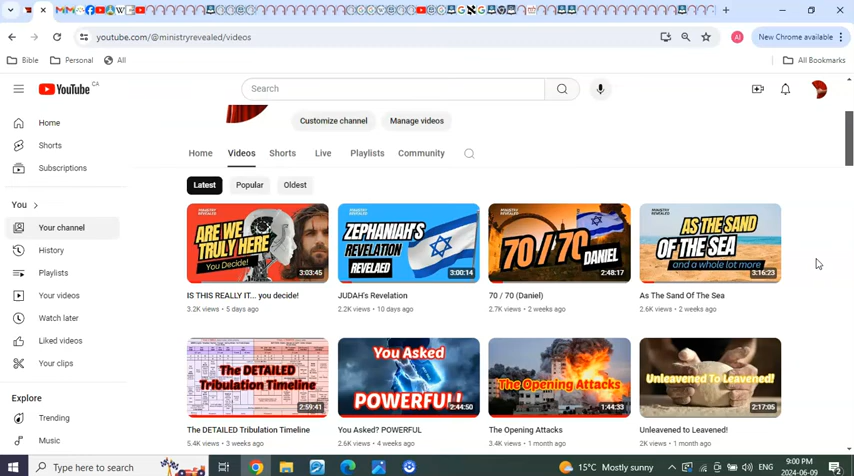 youtube.com/@ministryrevealed/videos
New Chrome available
Bible
Personal
All
All Bookmarks
YouTube CA
Search
Customize channel
Manage videos
Home
Shorts
Subscriptions
You
Your channel
History
Playlists
Your videos
Watch later
Liked videos
Your clips
Explore
Trending
Music
Home
Videos
Shorts
Live
Playlists
Community
Latest
Popular
Oldest
MINISTRY
REVEALED
ARE WE
TRULY HERE
You Decide!
3:03:45
IS THIS REALLY IT... you decide!
3.2K views • 5 days ago
MINISTRY
REVEALED
ZEPHANIAH'S
REVELATION
REVELAED
3:00:14
JUDAH's Revelation
2.2K views • 10 days ago
MINISTRY
REVEALED
70 / 70
DANIEL
2:48:17
70 / 70 (Daniel)
2.7K views • 2 weeks ago
MINISTRY
REVEALED
AS THE SAND
OF THE SEA
and a whole lot more
3:16:23
As The Sand Of The Sea
2.6K views • 2 weeks ago
The DETAILED
Tribulation Timeline
2:59:41
The DETAILED Tribulation Timeline
5.4K views • 3 weeks ago
You Asked
POWERFUL!
2:44:50
You Asked? POWERFUL
2.6K views • 4 weeks ago
The Opening Attacks
1:44:33
The Opening Attacks
3.4K views • 1 month ago
Unleavened To Leavened!
2:17:05
Unleavened to Leavened!
2K views • 1 month ago
Type here to search
15°C Mostly sunny
ENG
9:00 PM
2024-06-09